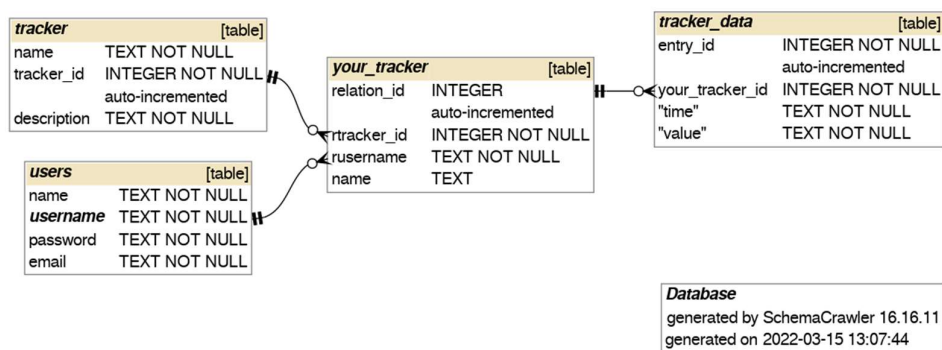 tracker [table]
name TEXT NOT NULL
tracker_id INTEGER NOT NULL
auto-incremented
description TEXT NOT NULL
users [table]
name TEXT NOT NULL
username TEXT NOT NULL
password TEXT NOT NULL
email TEXT NOT NULL
your_tracker [table]
relation_id INTEGER
auto-incremented
rtracker_id INTEGER NOT NULL
rusername TEXT NOT NULL
name TEXT
tracker_data [table]
entry_id INTEGER NOT NULL
auto-incremented
your_tracker_id INTEGER NOT NULL
"time" TEXT NOT NULL
"value" TEXT NOT NULL
Database
generated by SchemaCrawler 16.16.11
generated on 2022-03-15 13:07:44